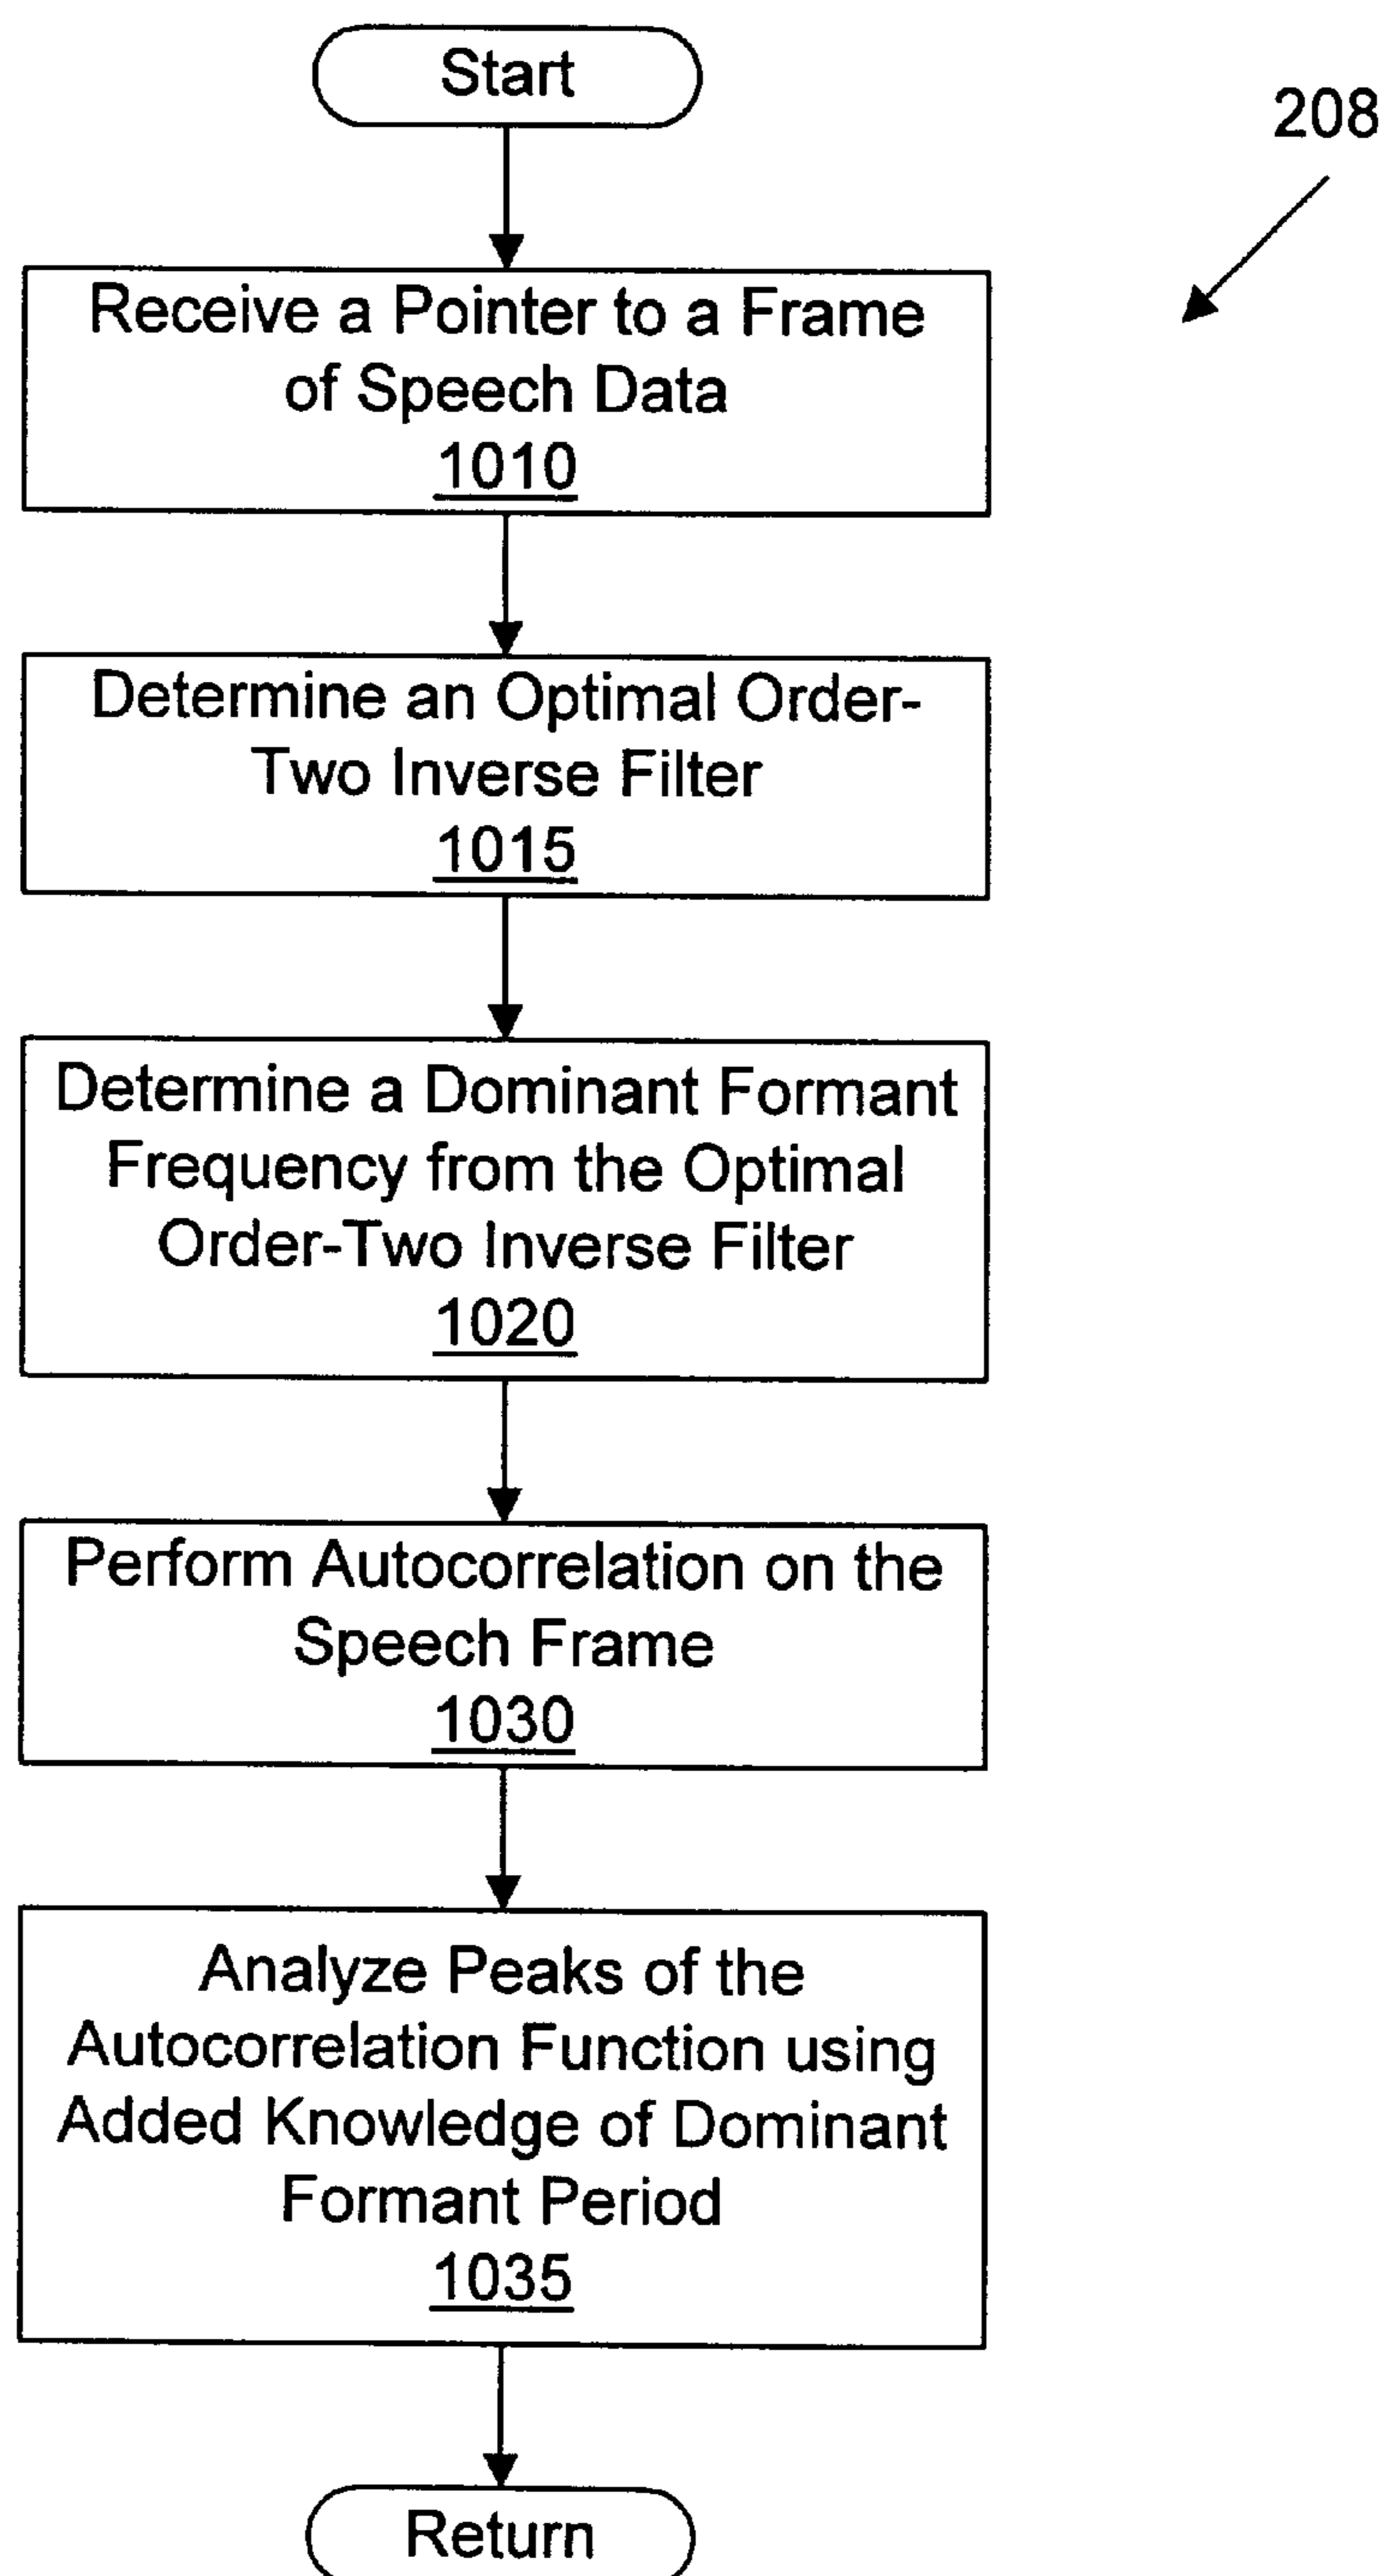 Start
208
Receive a Pointer to a Frame
of Speech Data
1010
Determine an Optimal Order-
Two Inverse Filter
1015
Determine a Dominant Formant
Frequency from the Optimal
Order-Two Inverse Filter
1020
Perform Autocorrelation on the
Speech Frame
1030
Analyze Peaks of the
Autocorrelation Function using
Added Knowledge of Dominant
Formant Period
1035
Return